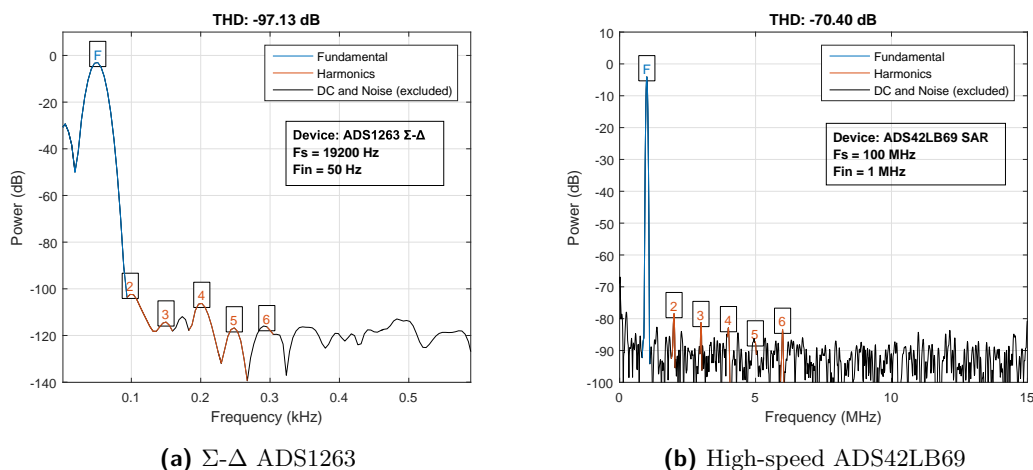 THD: -97.13 dB
0
-20
-40
-60
-80
-100
-120
-140
Power (dB)
F
2
3
4
5
6
Fundamental
Harmonics
DC and Noise (excluded)
Device: ADS1263 Σ-Δ
Fs = 19200 Hz
Fin = 50 Hz
0.1
0.2
0.3
0.4
0.5
Frequency (kHz)
(a) Σ-Δ ADS1263
THD: -70.40 dB
10
0
-10
-20
-30
-40
-50
-60
-70
-80
-90
-100
Power (dB)
F
2
3
4
5
6
Fundamental
Harmonics
DC and Noise (excluded)
Device: ADS42LB69 SAR
Fs = 100 MHz
Fin = 1 MHz
0
5
10
15
Frequency (MHz)
(b) High-speed ADS42LB69